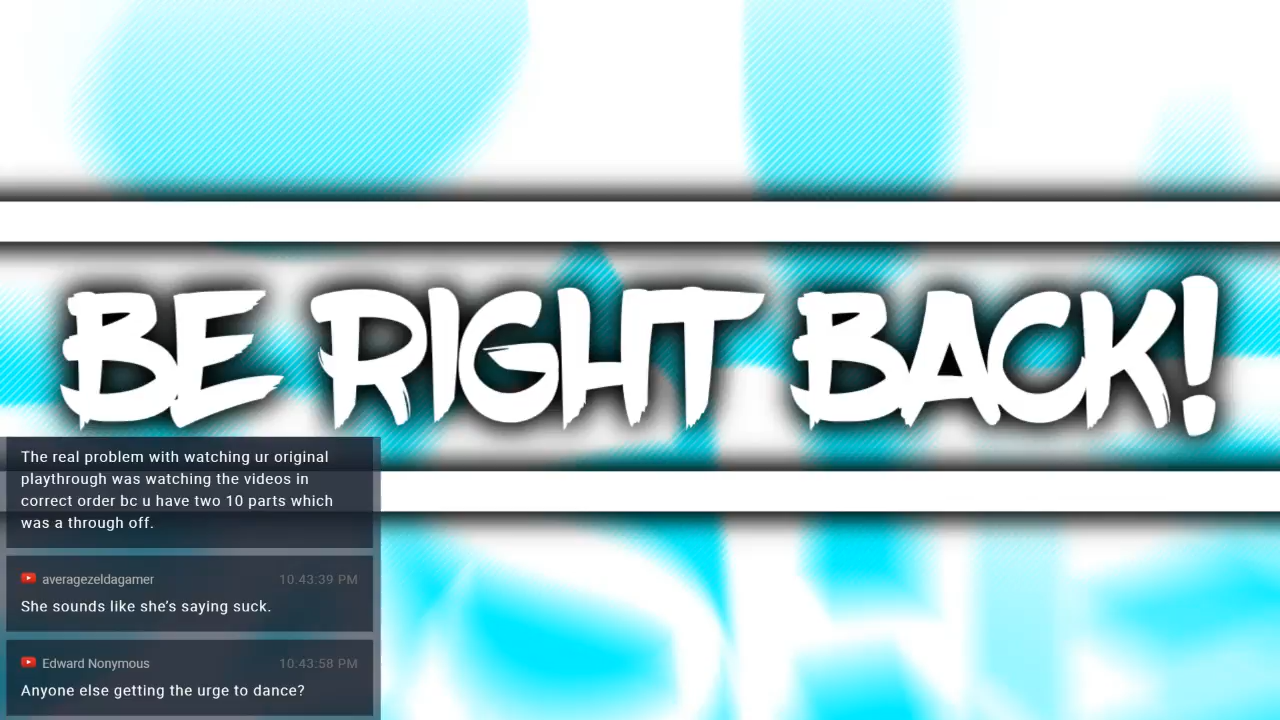 BE RIGHT BACK!
The real problem with watching ur original
playthrough was watching the videos in
correct order bc u have two 10 parts which
was a through off.
averagezeldagamer 10:43:39 PM
She sounds like she's saying suck.
Edward Nonymous 10:43:58 PM
Anyone else getting the urge to dance?